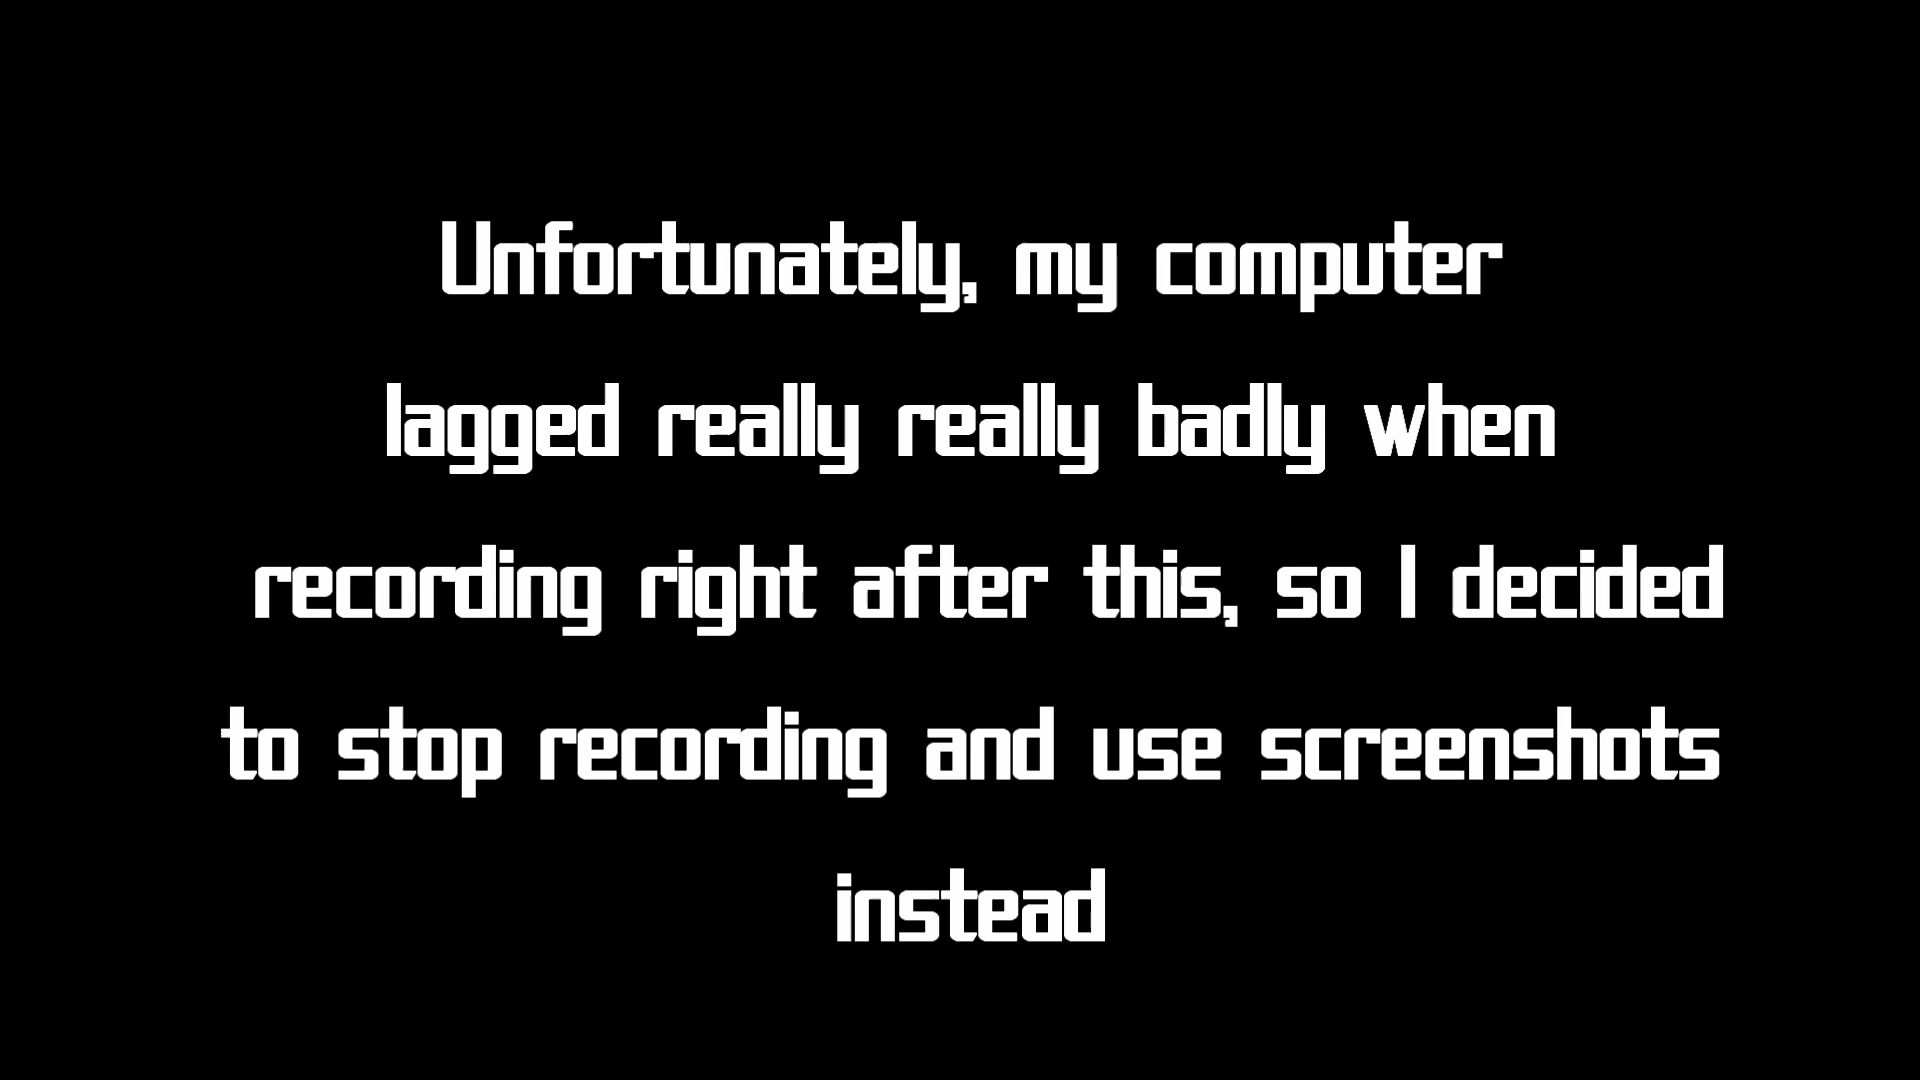 Unfortunately, my computer
lagged really really badly when
recording right after this, so I decided
to stop recording and use screenshots
instead